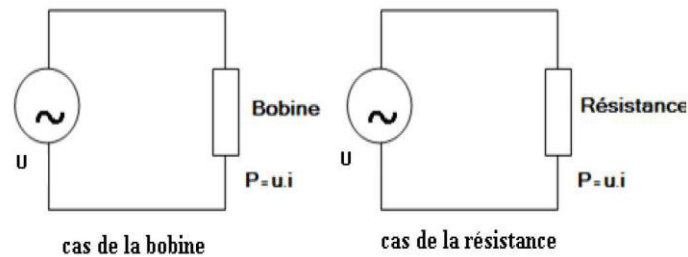 Bobine
U
P=u.i
cas de la bobine
Résistance
U
P=u.i
cas de la résistance